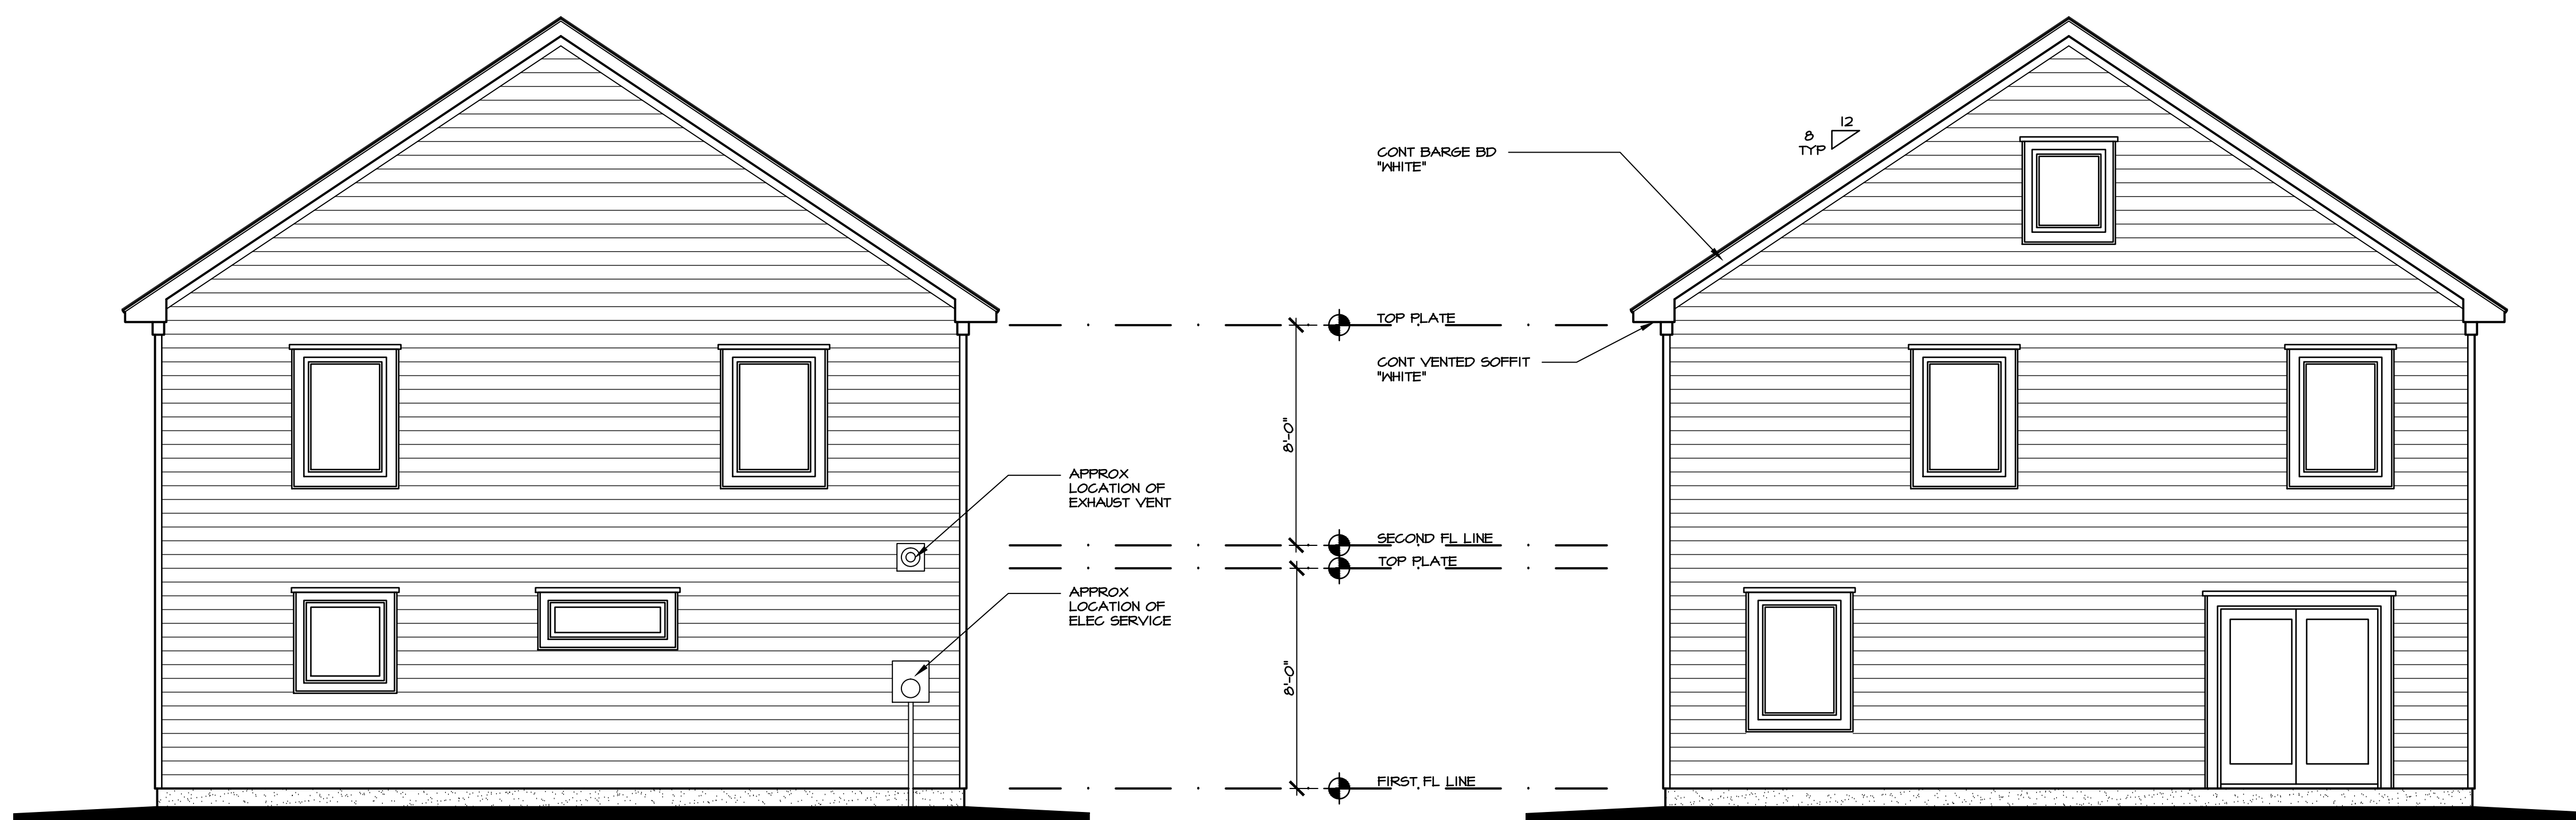 12
8
TYP
CONT BARGE BD
"WHITE"
TOP PLATE
CONT VENTED SOFFIT
"WHITE"
8'-0"
APPROX
LOCATION OF
EXHAUST VENT
SECOND FL LINE
TOP PLATE
APPROX
LOCATION OF
ELEC SERVICE
8'-0"
FIRST FL LINE